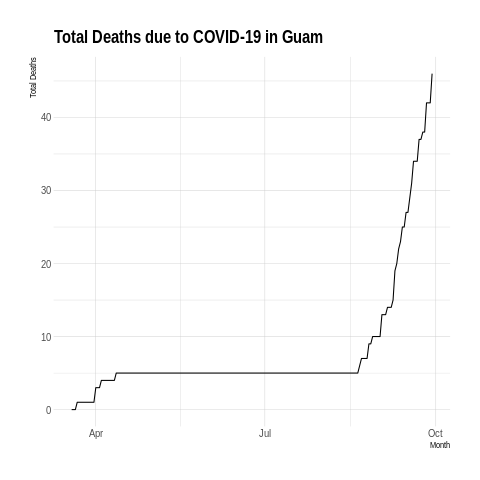 Total Deaths due to COVID-19 in Guam
Total Deaths
40
30
20
10
0
Apr
Jul
Oct
Month